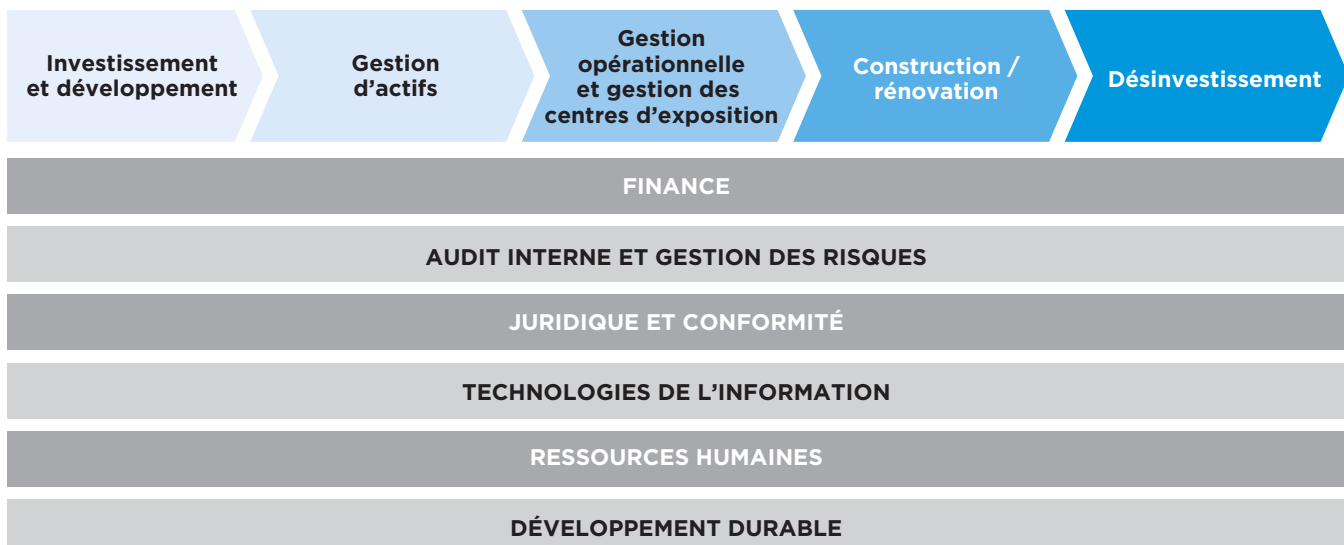 Investissement
et développement
Gestion
d’actifs
Gestion
opérationnelle
et gestion des
centres d’exposition
Construction /
rénovation
Désinvestissement
FINANCE
AUDIT INTERNE ET GESTION DES RISQUES
JURIDIQUE ET CONFORMITÉ
TECHNOLOGIES DE L’INFORMATION
RESSOURCES HUMAINES
DÉVELOPPEMENT DURABLE